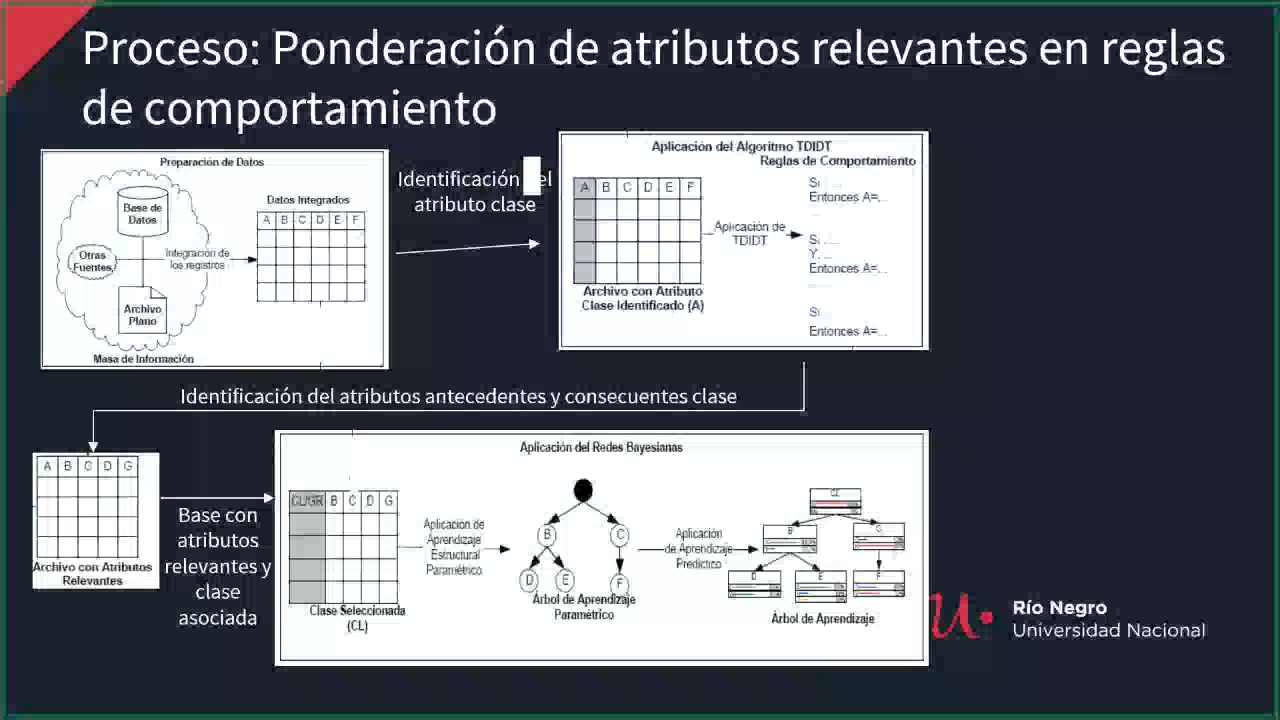 Proceso: Ponderación de atributos relevantes en reglas
de comportamiento
Preparación de Datos
Base de
Datos
Otras
Fuentes
Archivo
Plano
Masa de Información
Integración de
los registros
Datos Integrados
A B C D E F
Identificación el
atributo clase
Aplicación del Algoritmo TDIDT
Reglas de Comportamiento
A B C D E F
Archivo con Atributo
Clase Identificado (A)
Aplicación de
TDIDT
Si ...
Entonces A=...
...
Si ...
Y ...
Entonces A=...
Si
Entonces A=...
Identificación del atributos antecedentes y consecuentes clase
A B C D G
Archivo con Atributos
Relevantes
Base con
atributos
relevantes y
clase
asociada
Aplicación del Redes Bayesianas
CL/GR B C D G
Clase Seleccionada
(CL)
Aplicación de
Aprendizaje
Estructural
Paramétrico
B C
D E F
Árbol de Aprendizaje
Paramétrico
Aplicación
de Aprendizaje
Predictico
CL
B C
D E F
Árbol de Aprendizaje
Río Negro
Universidad Nacional